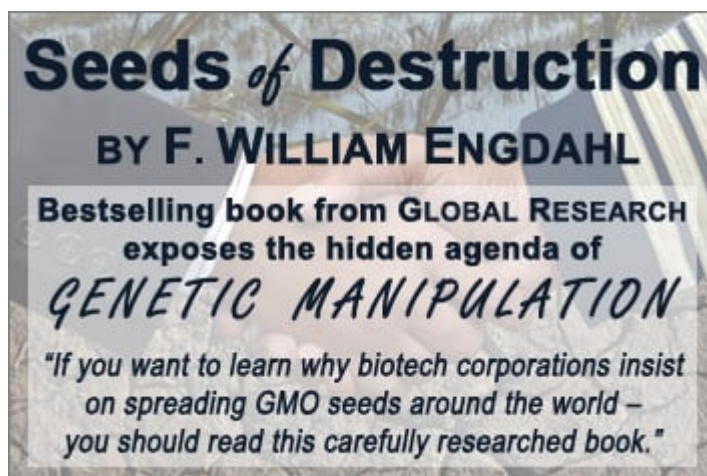 Seeds of Destruction
BY F. WILLIAM ENGDAHL
Bestselling book from GLOBAL RESEARCH
exposes the hidden agenda of
GENETIC MANIPULATION
“If you want to learn why biotech corporations insist
on spreading GMO seeds around the world –
you should read this carefully researched book.”